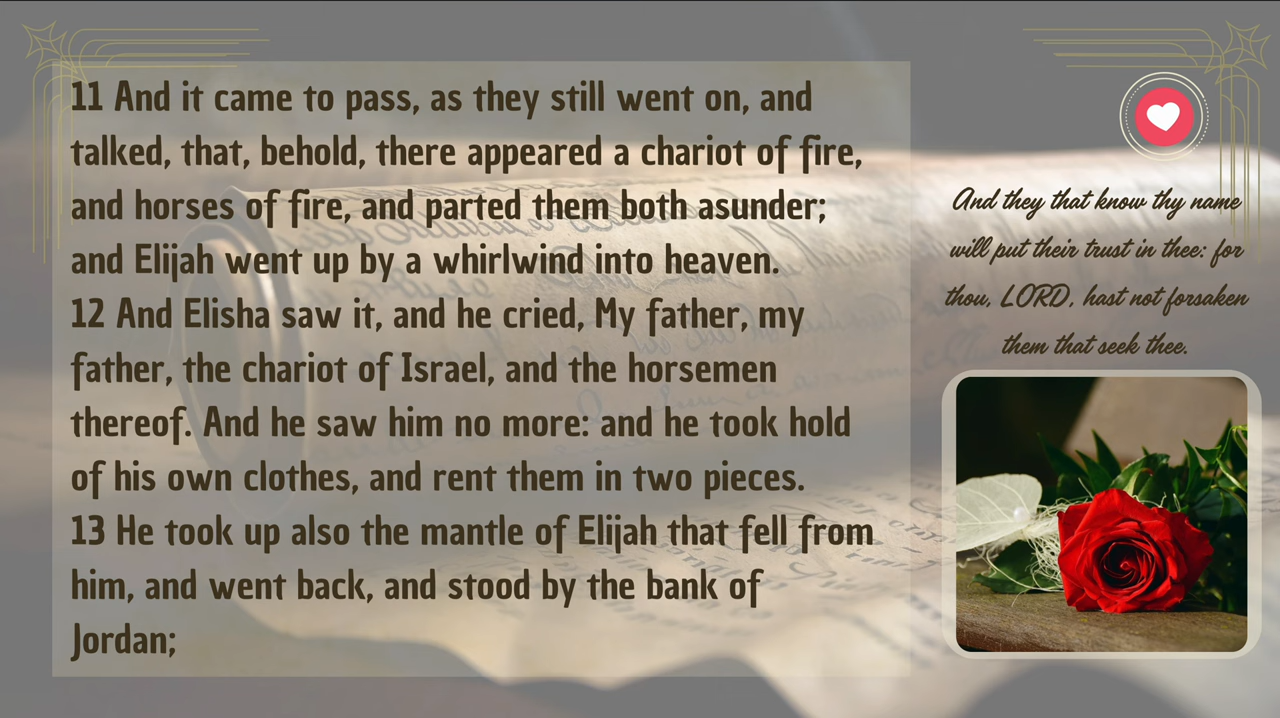 11 And it came to pass, as they still went on, and
talked, that, behold, there appeared a chariot of fire,
and horses of fire, and parted them both asunder;
and Elijah went up by a whirlwind into heaven.
12 And Elisha saw it, and he cried, My father, my
father, the chariot of Israel, and the horsemen
thereof. And he saw him no more: and he took hold
of his own clothes, and rent them in two pieces.
13 He took up also the mantle of Elijah that fell from
him, and went back, and stood by the bank of
Jordan;
And they that know thy name
will put their trust in thee: for
thou, LORD, hast not forsaken
them that seek thee.